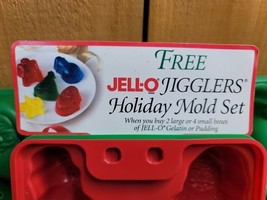 FREE
JELL-O® JIGGLERS®
Holiday Mold Set
When you buy 2 large or 4 small boxes
of JELL-O® Gelatin or Pudding